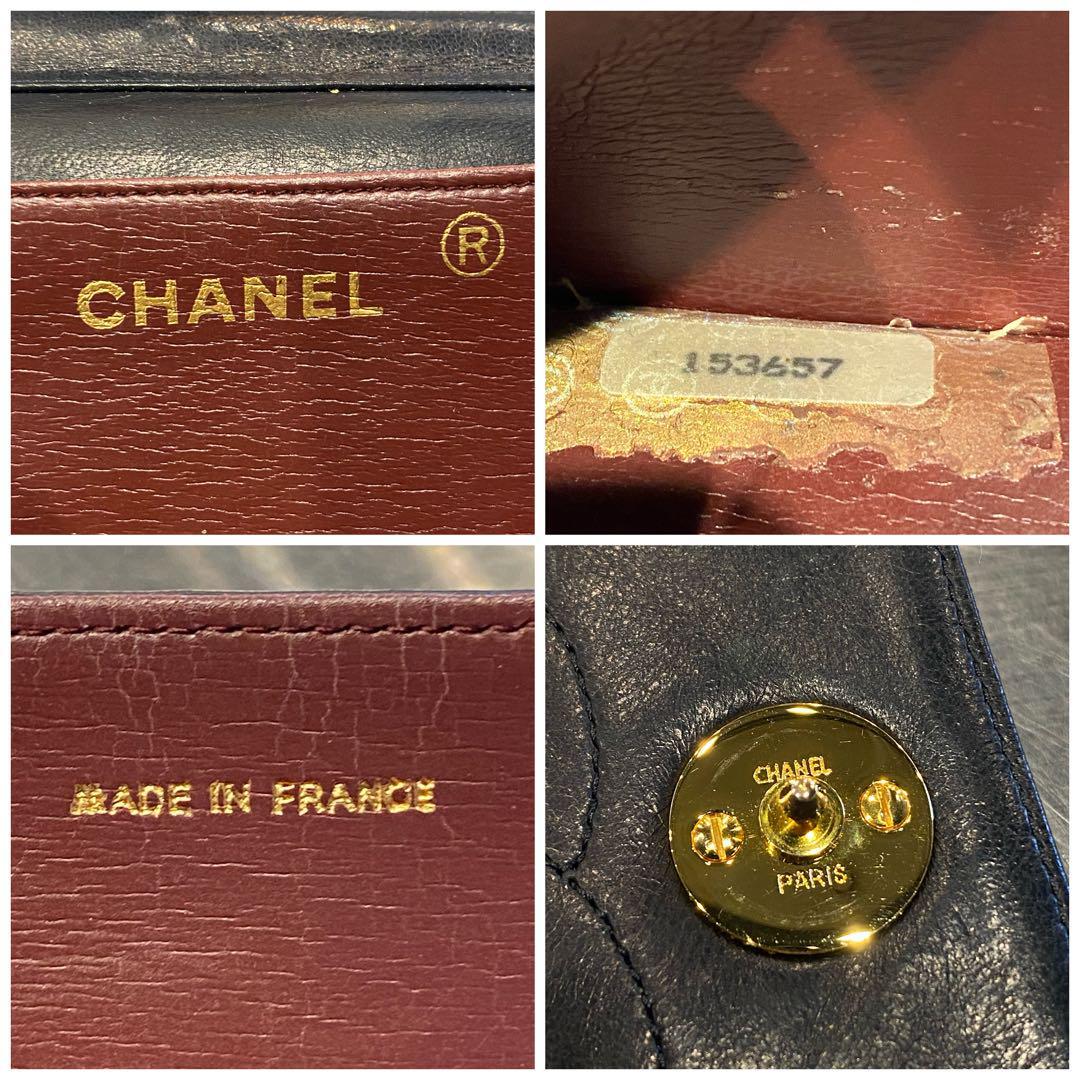 CHANEL ®
153657
MADE IN FRANCE
CHANEL
PARIS